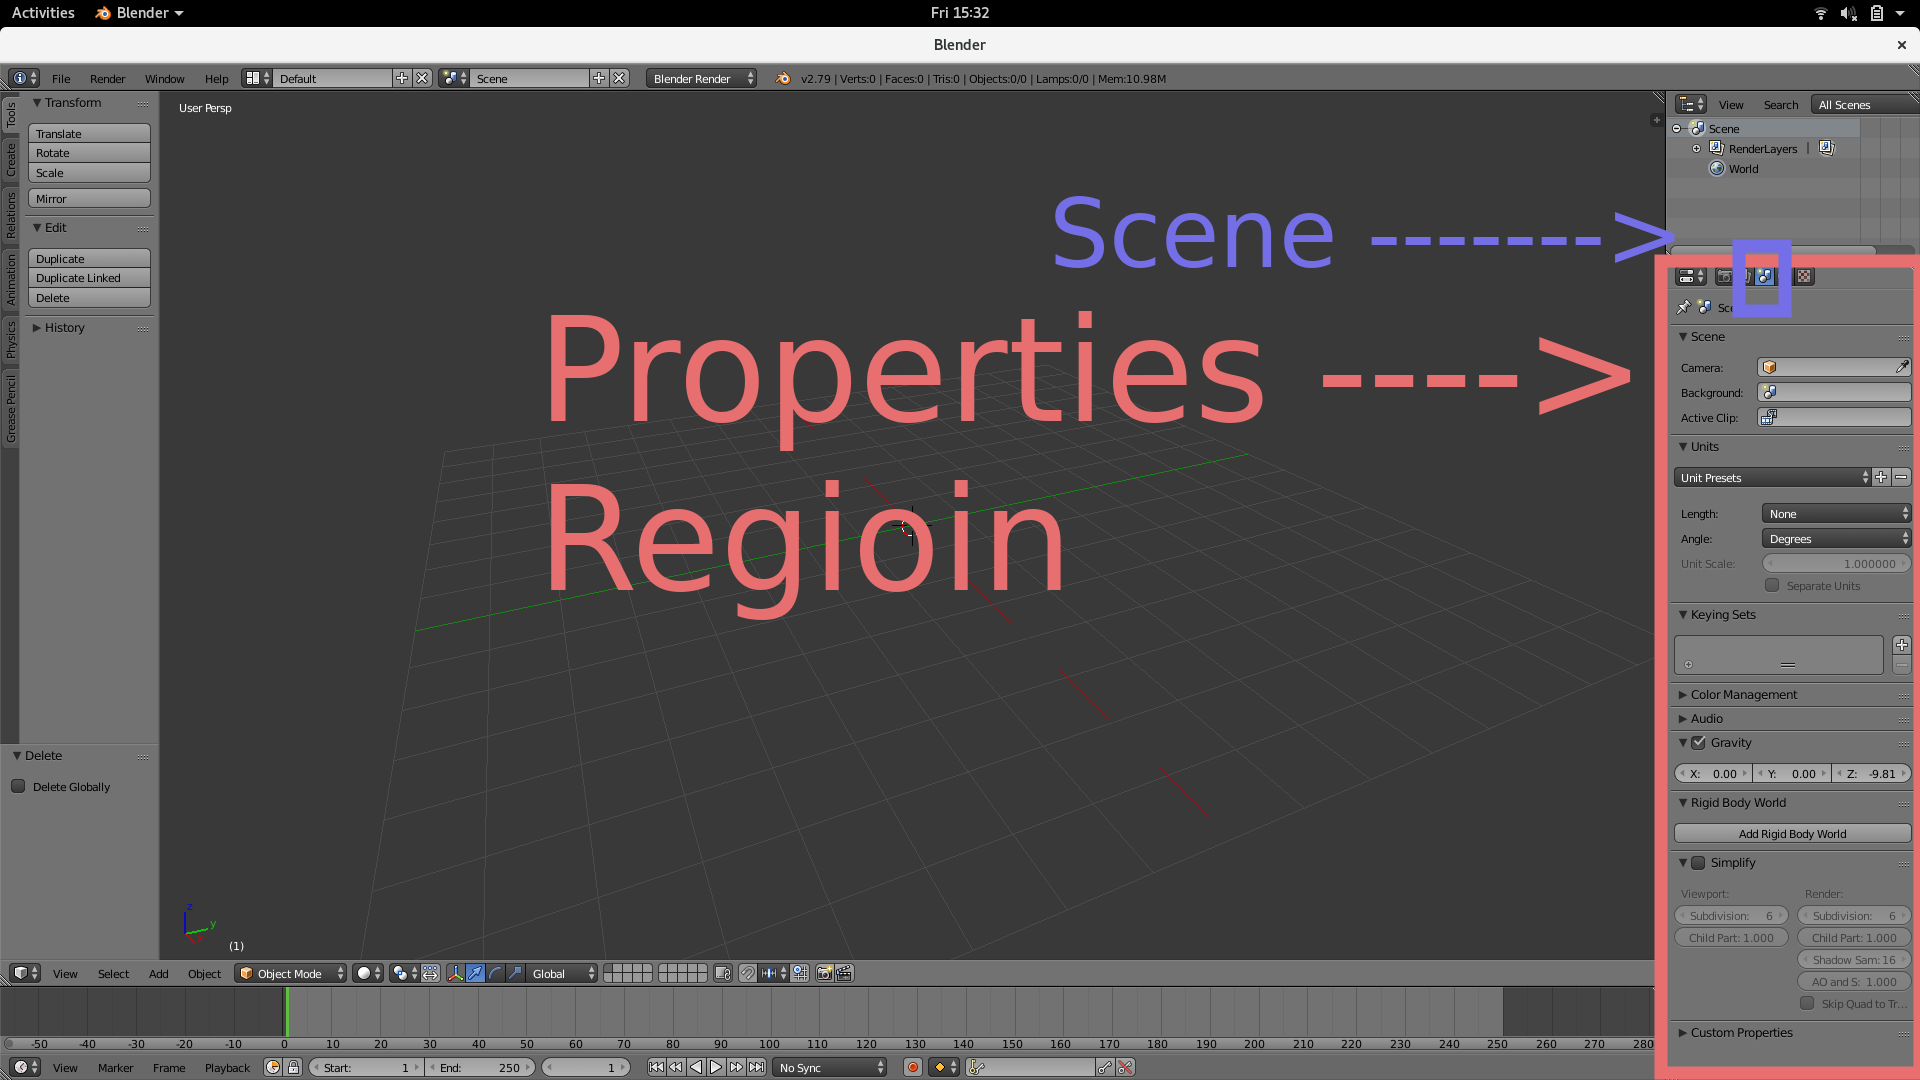 Activities Blender Fri 15:32
Blender
File Render Window Help Default Scene Blender Render v2.79 | Verts:0 | Faces:0 | Tris:0 | Objects:0/0 | Lamps:0/0 | Mem:10.98M
Tools
Create
Relations
Animation
Physics
Grease Pencil
Transform
Translate
Rotate
Scale
Mirror
Edit
Duplicate
Duplicate Linked
Delete
History
Delete
Delete Globally
User Persp
Scene ------->
Properties ---->
Regioin
z
y
(1)
View Search All Scenes
Scene
RenderLayers |
World
Scene
Camera:
Background:
Active Clip:
Units
Unit Presets
Length: None
Angle: Degrees
Unit Scale: 1.000000
Separate Units
Keying Sets
Color Management
Audio
Gravity
X: 0.00 Y: 0.00 Z: -9.81
Rigid Body World
Add Rigid Body World
Simplify
Viewport: Render:
Subdivision: 6 Subdivision: 6
Child Part: 1.000 Child Part: 1.000
Shadow Sam: 16
AO and S: 1.000
Skip Quad to Tr...
Custom Properties
View Select Add Object Object Mode Global
-50 -40 -30 -20 -10 0 10 20 30 40 50 60 70 80 90 100 110 120 130 140 150 160 170 180 190 200 210 220 230 240 250 260 270 280
View Marker Frame Playback Start: 1 End: 250 1 No Sync